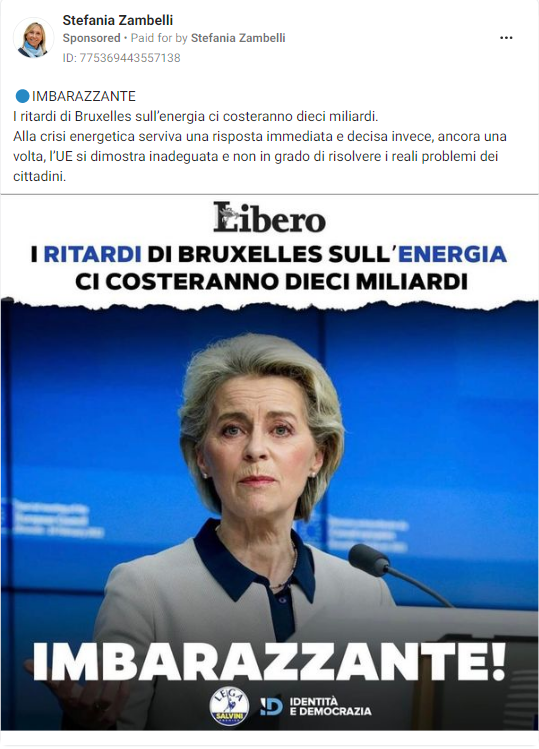 Stefania Zambelli
Sponsored • Paid for by Stefania Zambelli
ID: 775369443557138
IMBARAZZANTE
I ritardi di Bruxelles sull'energia ci costeranno dieci miliardi.
Alla crisi energetica serviva una risposta immediata e decisa invece, ancora una
volta, l'UE si dimostra inadeguata e non in grado di risolvere i reali problemi dei
cittadini.
Libero
I RITARDI DI BRUXELLES SULL'ENERGIA
CI COSTERANNO DIECI MILIARDI
IMBARAZZANTE!
LEGA
SALVINI
ID
IDENTITÀ
E DEMOCRAZIA